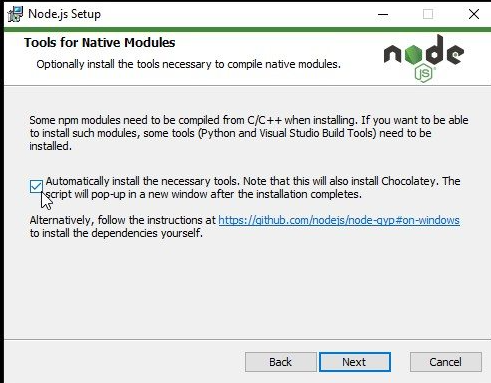 Node.js Setup
Tools for Native Modules
Optionally install the tools necessary to compile native modules.
node
JS
Some npm modules need to be compiled from C/C++ when installing. If you want to be able
to install such modules, some tools (Python and Visual Studio Build Tools) need to be
installed.
Automatically install the necessary tools. Note that this will also install Chocolatey. The
script will pop-up in a new window after the installation completes.
Alternatively, follow the instructions at https://github.com/nodejs/node-gyp#on-windows
to install the dependencies yourself.
Back Next Cancel